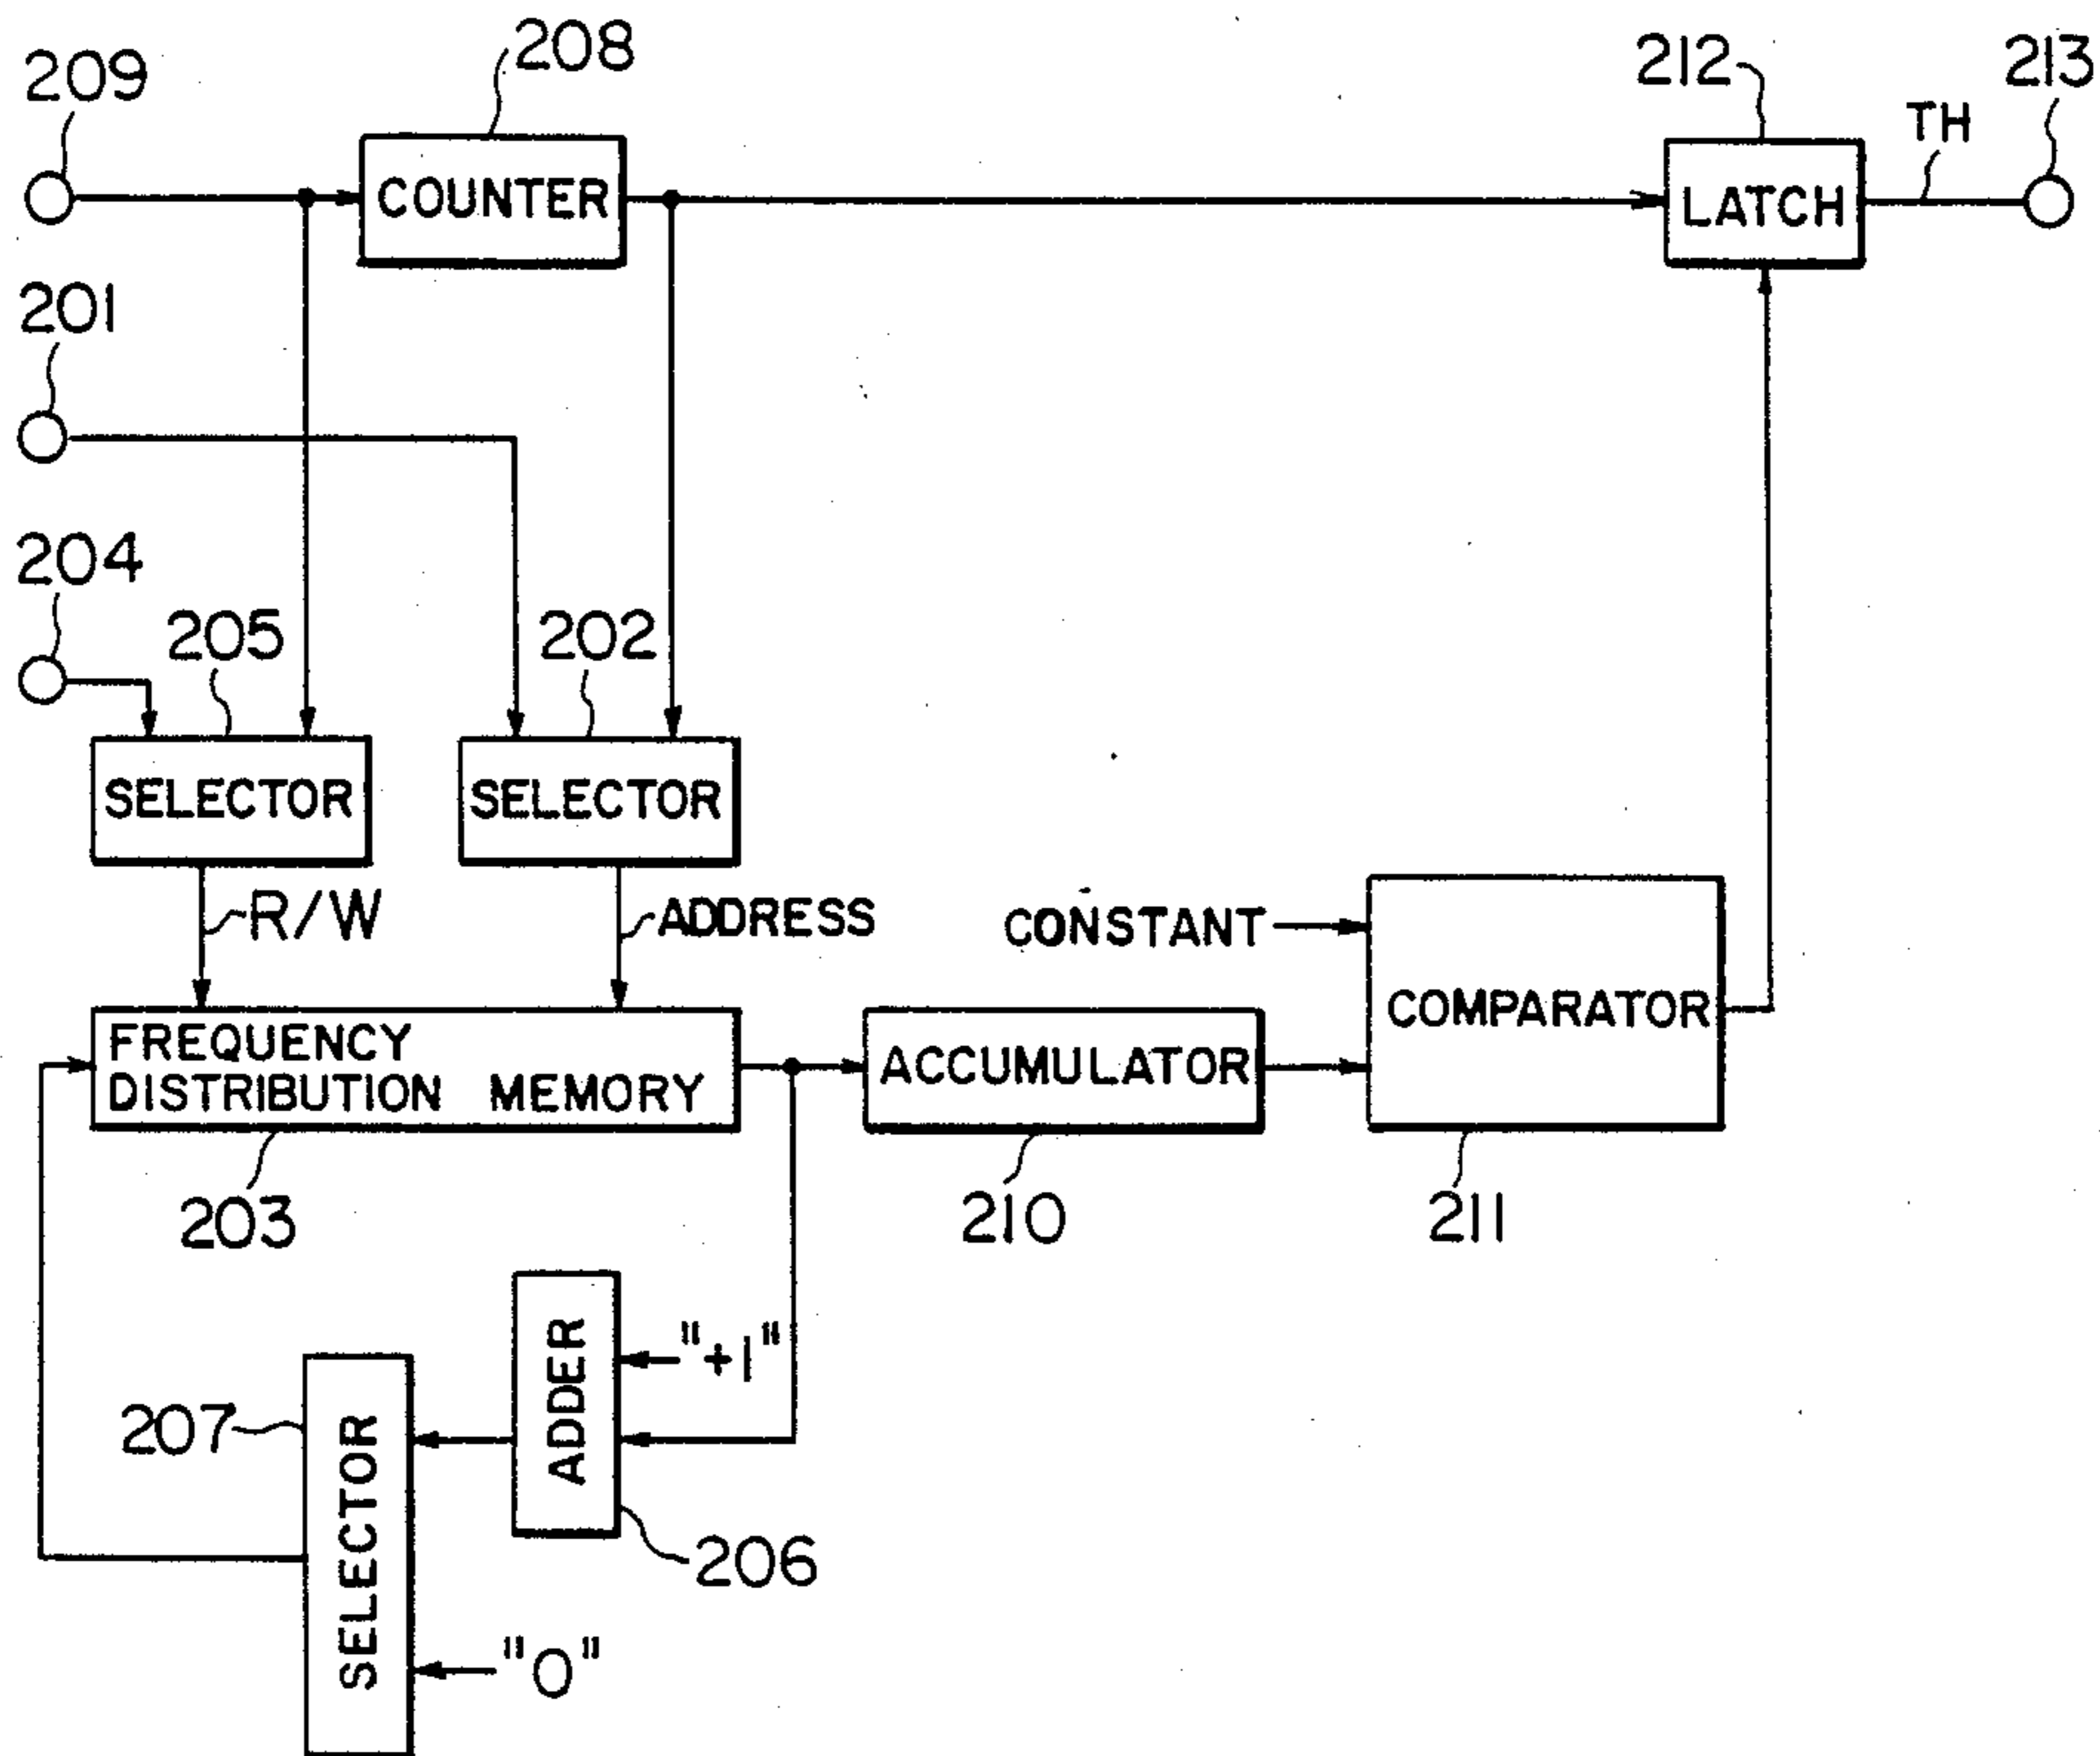 208
212
213
209
TH
COUNTER
LATCH
201
204
205
202
SELECTOR
SELECTOR
R/W
ADDRESS
CONSTANT
COMPARATOR
FREQUENCY
DISTRIBUTION MEMORY
ACCUMULATOR
203
210
211
"+1"
ADDER
207
SELECTOR
206
"0"